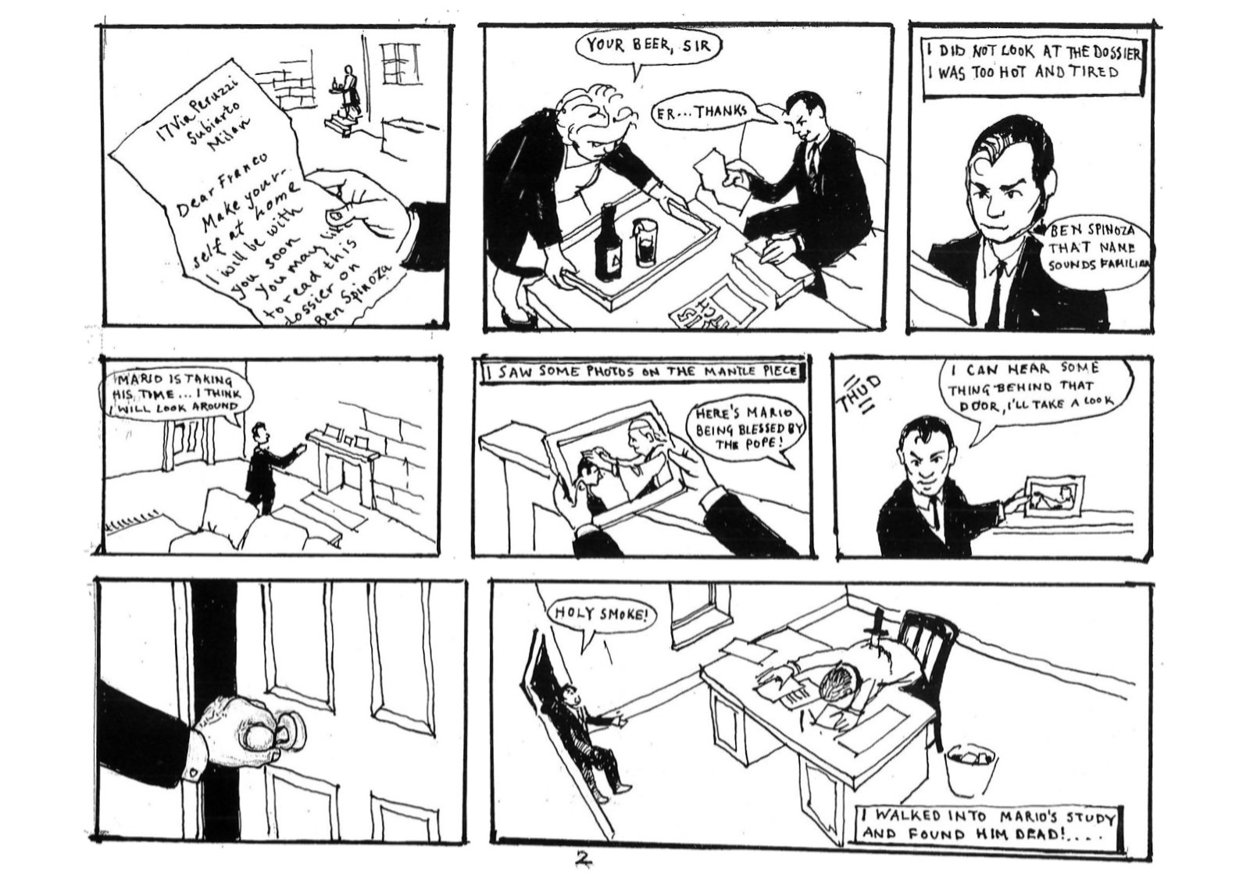 17 Via Peruzzi
Subiarto
Milan
Dear Franco
Make your-
self at home
I will be with
you soon
You may like
to read this
dossier on
Ben Spinoza
YOUR BEER, SIR
ER...THANKS
I DID NOT LOOK AT THE DOSSIER
I WAS TOO HOT AND TIRED
BEN SPINOZA
THAT NAME
SOUNDS FAMILIAR
MARIO IS TAKING
HIS TIME... I THINK
I WILL LOOK AROUND
I SAW SOME PHOTOS ON THE MANTLE PIECE
HERE'S MARIO
BEING BLESSED BY
THE POPE!
THUD
I CAN HEAR SOME
THING BEHIND THAT
DOOR, I'LL TAKE A LOOK
HOLY SMOKE!
I WALKED INTO MARIO'S STUDY
AND FOUND HIM DEAD!....
2